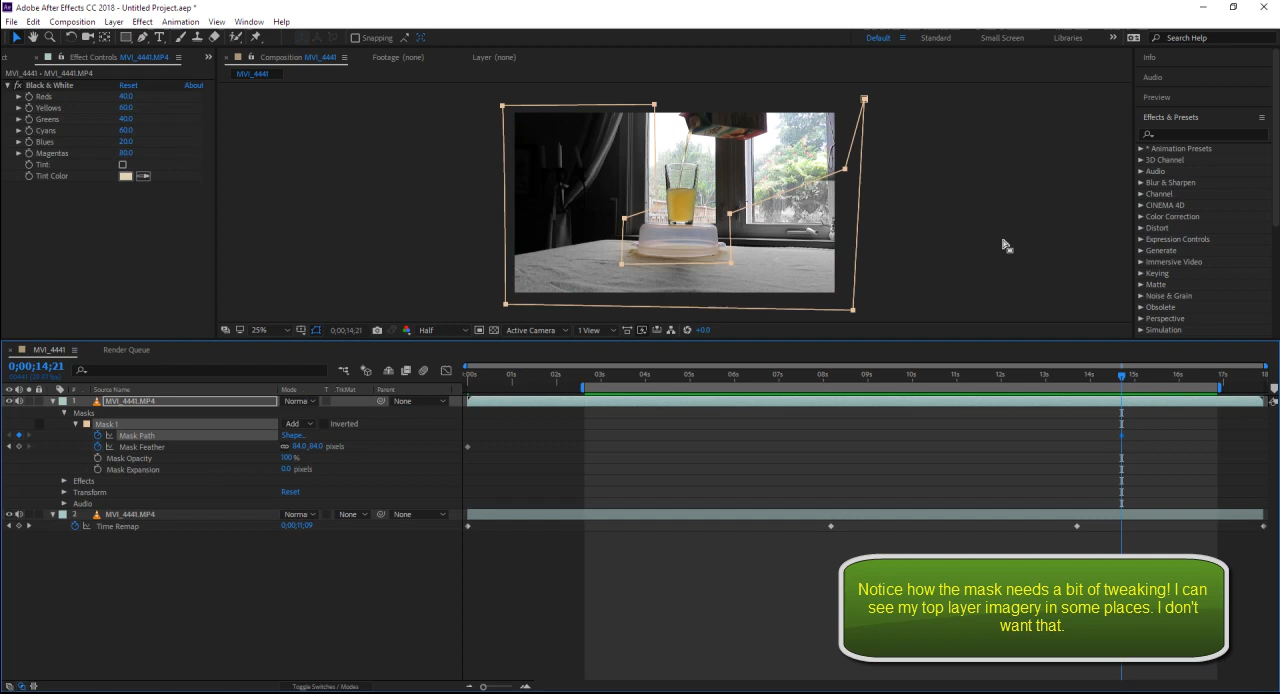 Adobe After Effects CC 2018 - Untitled Project.aep *
File Edit Composition Layer Effect Animation View Window Help
Snapping Default Standard Small Screen Libraries Search Help
Effect Controls MVI_4441.MP4
MVI_4441 • MVI_4441.MP4
fx Black & White Reset About
Reds 40.0
Yellows 60.0
Greens 40.0
Cyans 60.0
Blues 20.0
Magentas 80.0
Tint:
Tint Color
Composition MVI_4441 Footage (none) Layer (none)
MVI_4441
25% 0;00;14;21 Half Active Camera 1 View +0.0
Info
Audio
Preview
Effects & Presets
* Animation Presets
3D Channel
Audio
Blur & Sharpen
Channel
CINEMA 4D
Color Correction
Distort
Expression Controls
Generate
Immersive Video
Keying
Matte
Noise & Grain
Obsolete
Perspective
Simulation
MVI_4441 Render Queue
0;00;14;21
# Source Name Mode T .TrkMat Parent
:00s 01s 02s 03s 04s 05s 06s 07s 08s 09s 10s 11s 12s 13s 14s 15s 16s 17s 18
1 MVI_4441.MP4 Norma None
Masks
Mask 1 Add Inverted
Mask Path Shape...
Mask Feather 84.0,84.0 pixels
Mask Opacity 100 %
Mask Expansion 0.0 pixels
Effects
Transform Reset
Audio
2 MVI_4441.MP4 Norma None None
Time Remap 0;00;11;09
Toggle Switches / Modes
Notice how the mask needs a bit of tweaking! I can
see my top layer imagery in some places. I don't
want that.